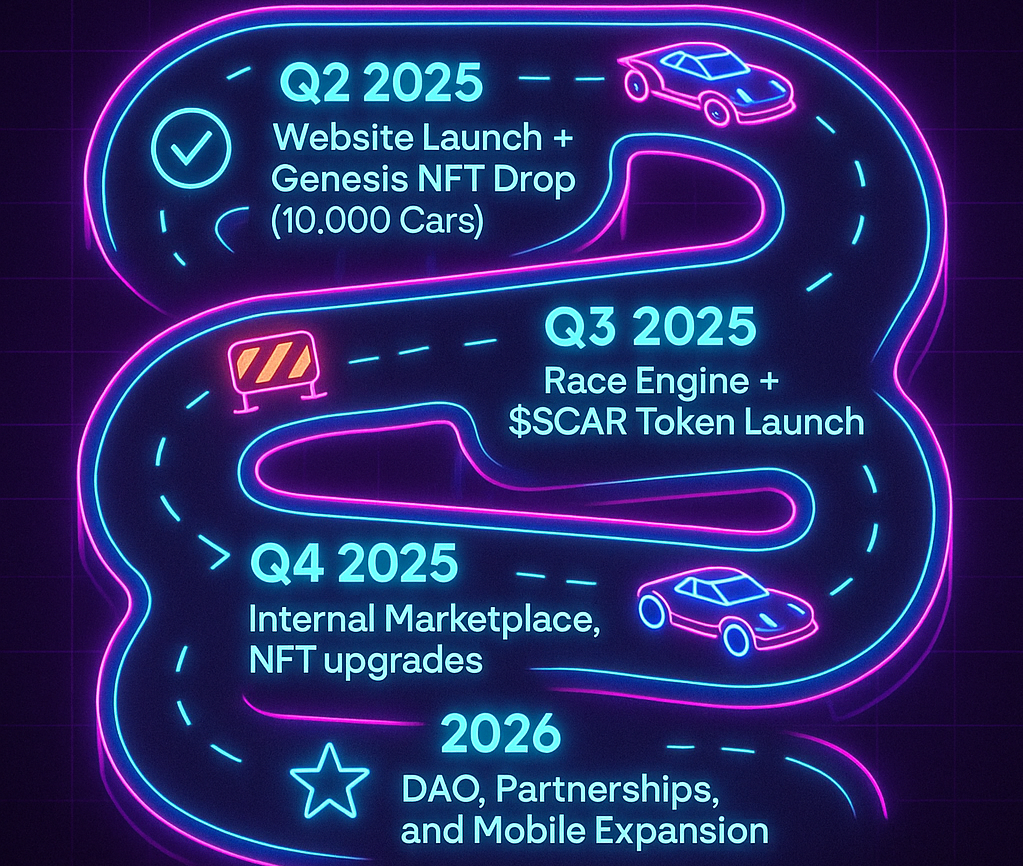 Q2 2025
Website Launch +
Genesis NFT Drop
(10.000 Cars)
Q3 2025
Race Engine +
$SCAR Token Launch
Q4 2025
Internal Marketplace,
NFT upgrades
2026
DAO, Partnerships,
and Mobile Expansion